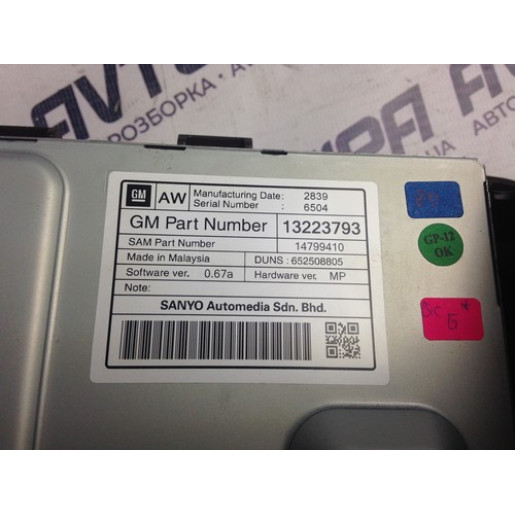 GM AW Manufacturing Date: 2839
Serial Number : 6504
GM Part Number 13223793
SAM Part Number 14799410
Made in Malaysia DUNS : 652508805
Software ver. 0.67a Hardware ver. MP
Note:
SANYO Automedia Sdn. Bhd.
GP-12
OK
РОЗБОРКА
АВТО